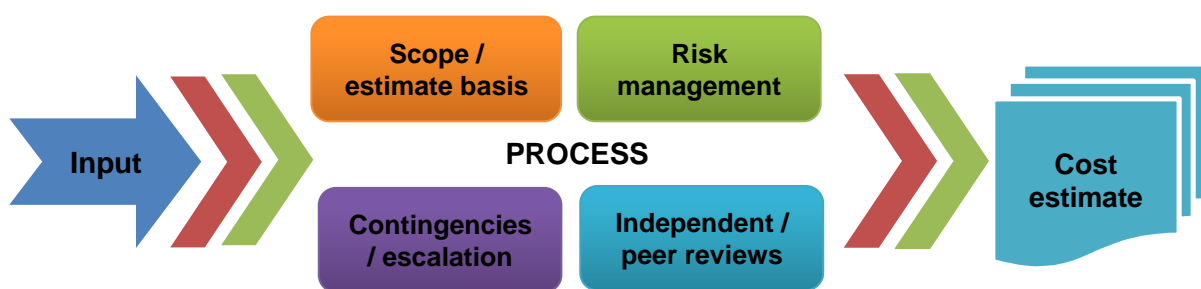 Input
Scope /
estimate basis
Risk
management
PROCESS
Contingencies
/ escalation
Independent /
peer reviews
Cost
estimate